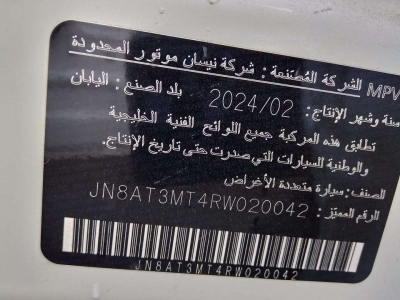 MPV الشركة المُصَنعة : شركة نيسان موتور المحدودة
سنة وشهر الإنتاج: 2024/02 بلد الصنع: اليابان
تطابق هذه المركبة جميع اللوائح الفنية الخليجية
والوطنية للسيارات التي صدرت حتى تاريخ الإنتاج.
الصنف: سيارة متعددة الأغراض
الرقم المميز: JN8AT3MT4RW020042
JN8AT3MT4RW020042